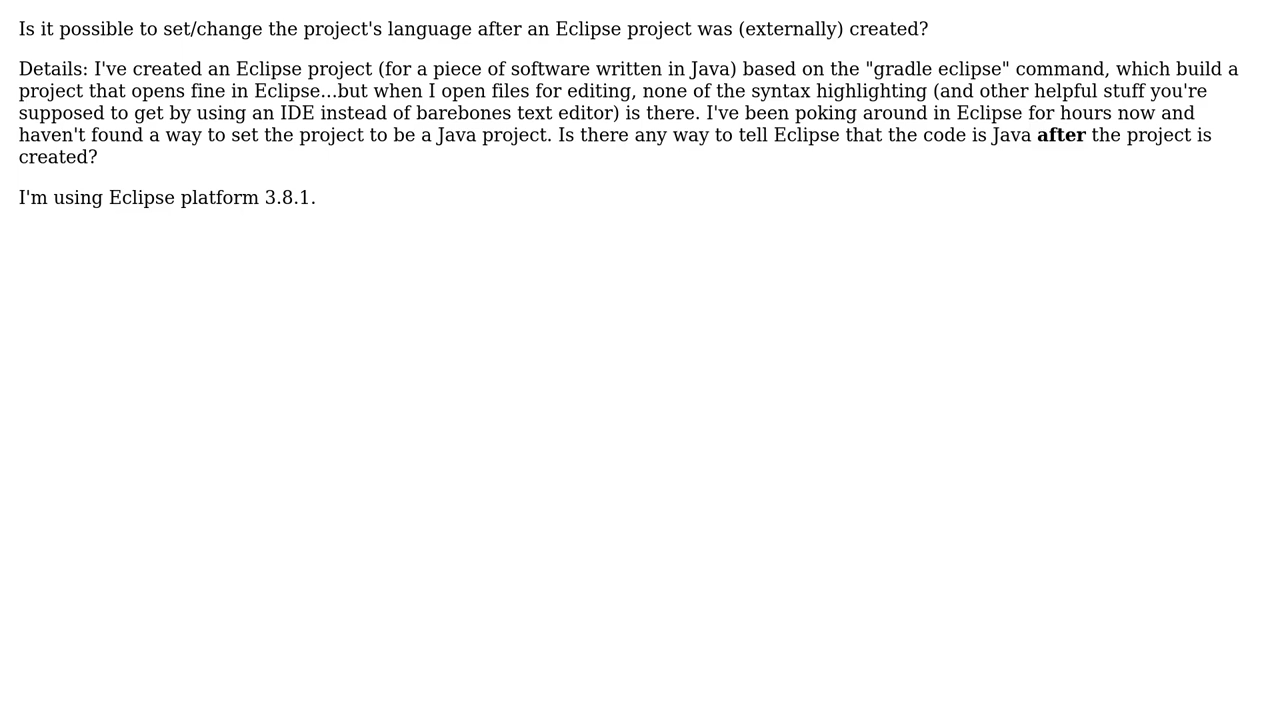 Is it possible to set/change the project's language after an Eclipse project was (externally) created?
Details: I've created an Eclipse project (for a piece of software written in Java) based on the "gradle eclipse" command, which build a
project that opens fine in Eclipse...but when I open files for editing, none of the syntax highlighting (and other helpful stuff you're
supposed to get by using an IDE instead of barebones text editor) is there. I've been poking around in Eclipse for hours now and
haven't found a way to set the project to be a Java project. Is there any way to tell Eclipse that the code is Java after the project is
created?
I'm using Eclipse platform 3.8.1.